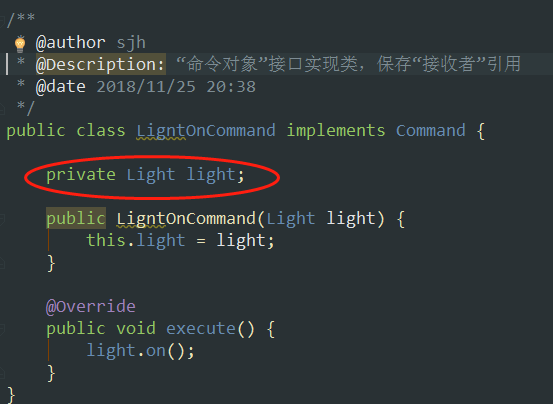 /**
 * @author sjh
 * @Description: “命令对象”接口实现类，保存“接收者”引用
 * @date 2018/11/25 20:38
 */
public class LigntOnCommand implements Command {
    private Light light;
    public LigntOnCommand(Light light) {
        this.light = light;
    }
    @Override
    public void execute() {
        light.on();
    }
}